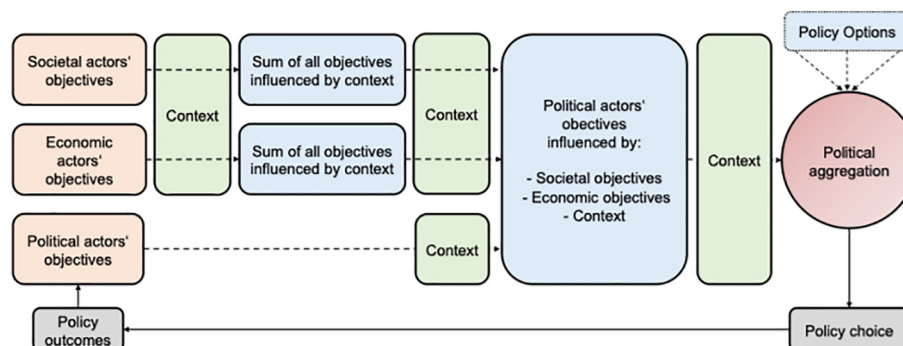 Policy Options
Societal actors‘
objectives
Context
Sum of all objectives
influenced by context
Context
Political actors‘
obectives
influenced by:
- Societal objectives
- Economic objectives
- Context
Context
Political
aggregation
Economic
actors‘
objectives
Sum of all objectives
influenced by context
Political actors‘
objectives
Context
Policy
outcomes
Policy choice